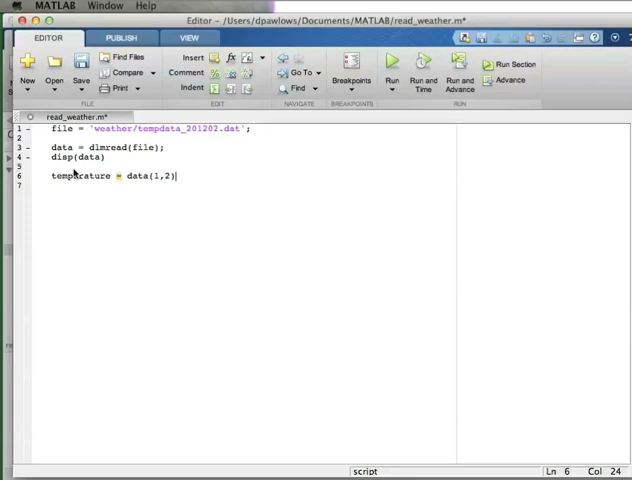 MATLAB Window Help
Editor - /Users/dpawlows/Documents/MATLAB/read_weather.m*
EDITOR PUBLISH VIEW
New Open Save Find Files Compare Print Insert Comment Indent Go To Find Breakpoints Run Run and Time Run and Advance Run Section Advance
FILE EDIT NAVIGATE BREAKPOINTS RUN
read_weather.m*
1 - file = 'weather/tempdata_201202.dat';
2
3 - data = dlmread(file);
4 - disp(data)
5
6 temparature = data(1,2)
7
script Ln 6 Col 24